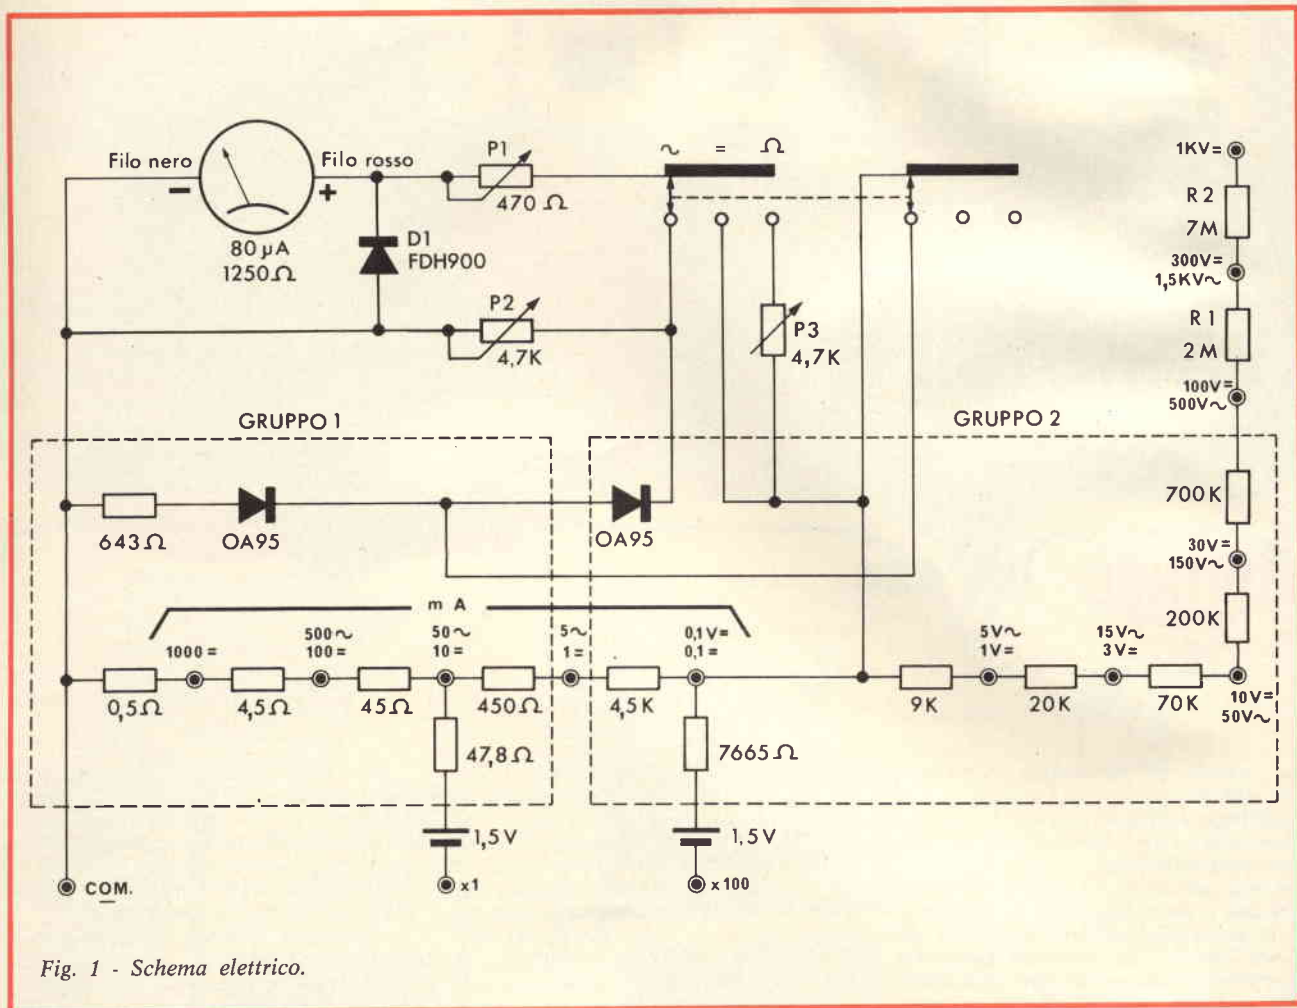 ∼ = Ω
1KV=
P1
Filo nero
Filo rosso
−
+
470 Ω
R 2
7M
80 µA
1250Ω
D1
FDH900
300V=
1,5KV∼
P2
4,7K
P3
4,7K
R 1
2 M
100V=
500V∼
GRUPPO 1
GRUPPO 2
643Ω
OA95
OA95
700K
30V=
150V∼
200K
m A
1000=
500∼
100=
50∼
10=
5∼
1=
0,1V=
0,1=
5V∼
1V=
15V∼
3V=
10V=
50V∼
0,5Ω
4,5Ω
45Ω
450Ω
4,5K
9K
20K
70K
47,8Ω
7665Ω
1,5V
1,5V
COM.
x1
x100
Fig. 1 - Schema elettrico.